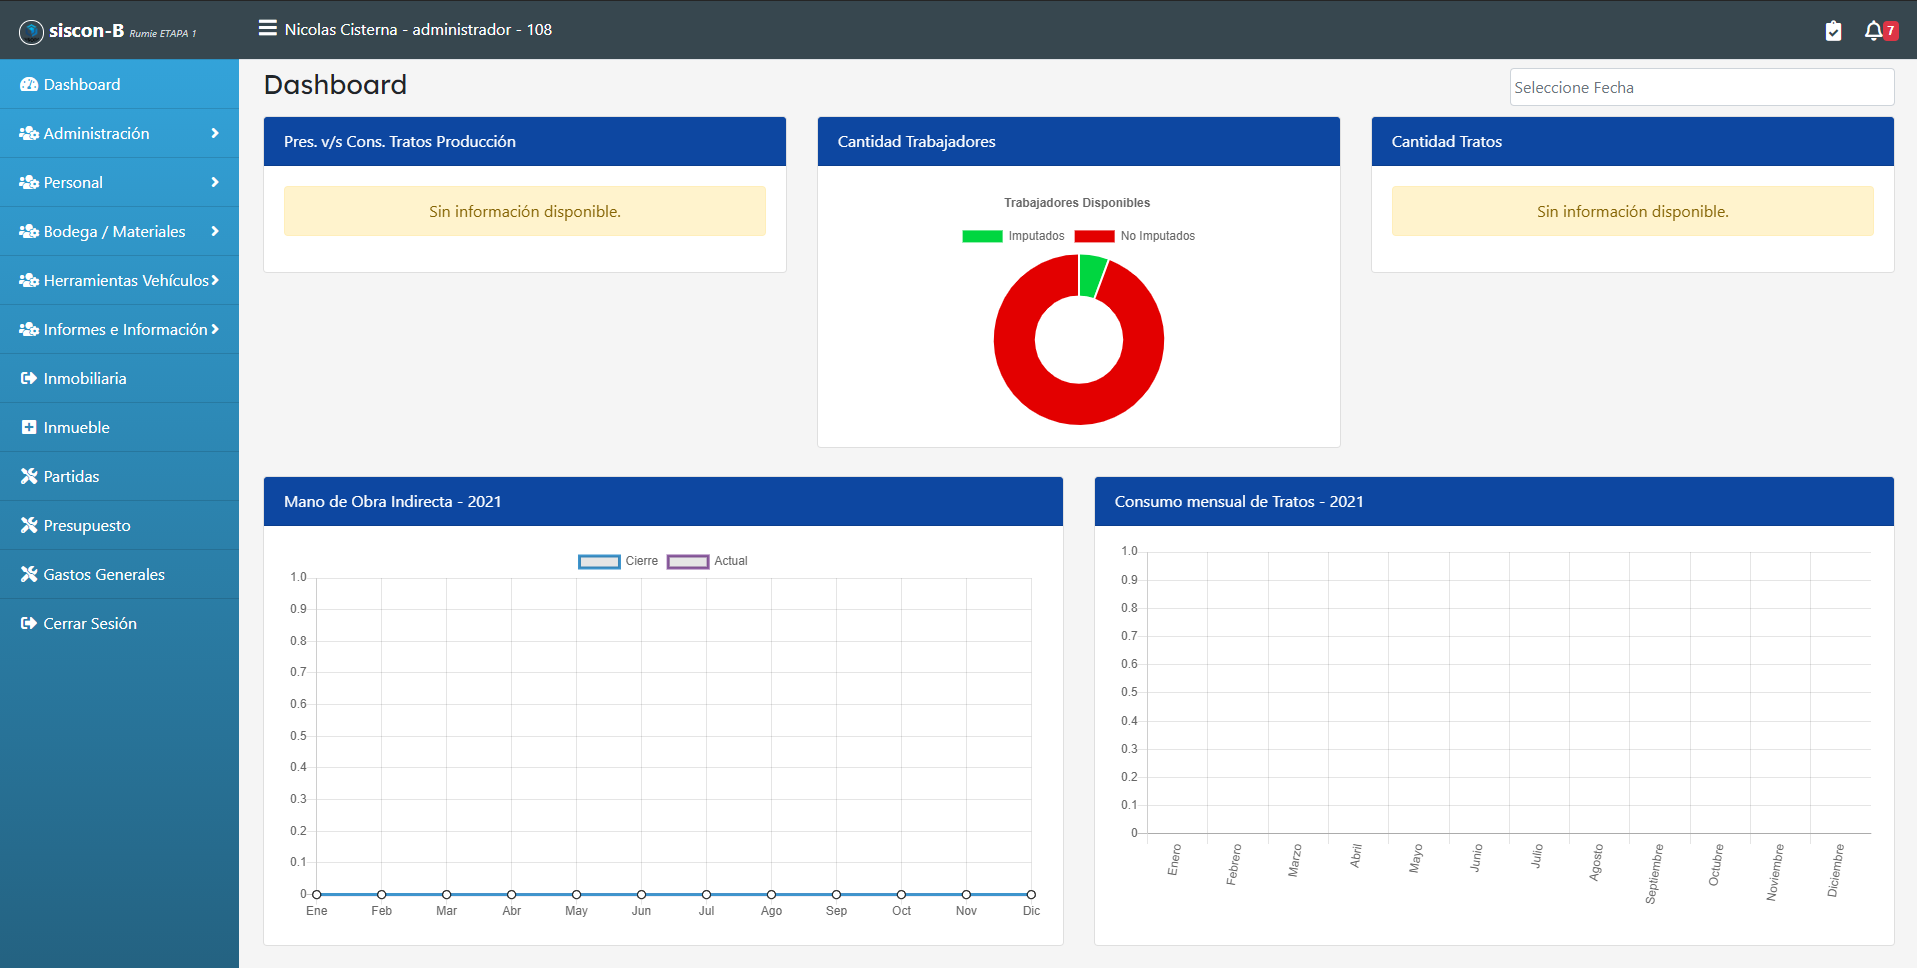 siscon-B Rumie ETAPA 1
Nicolas Cisterna - administrador - 108
7
Dashboard
Administración
Personal
Bodega / Materiales
Herramientas Vehículos
Informes e Información
Inmobiliaria
Inmueble
Partidas
Presupuesto
Gastos Generales
Cerrar Sesión
Dashboard
Seleccione Fecha
Pres. v/s Cons. Tratos Producción
Sin información disponible.
Cantidad Trabajadores
Trabajadores Disponibles
Imputados No Imputados
Cantidad Tratos
Sin información disponible.
Mano de Obra Indirecta - 2021
Cierre Actual
1.0
0.9
0.8
0.7
0.6
0.5
0.4
0.3
0.2
0.1
0
Ene Feb Mar Abr May Jun Jul Ago Sep Oct Nov Dic
Consumo mensual de Tratos - 2021
1.0
0.9
0.8
0.7
0.6
0.5
0.4
0.3
0.2
0.1
0
Enero Febrero Marzo Abril Mayo Junio Julio Agosto Septiembre Octubre Noviembre Diciembre